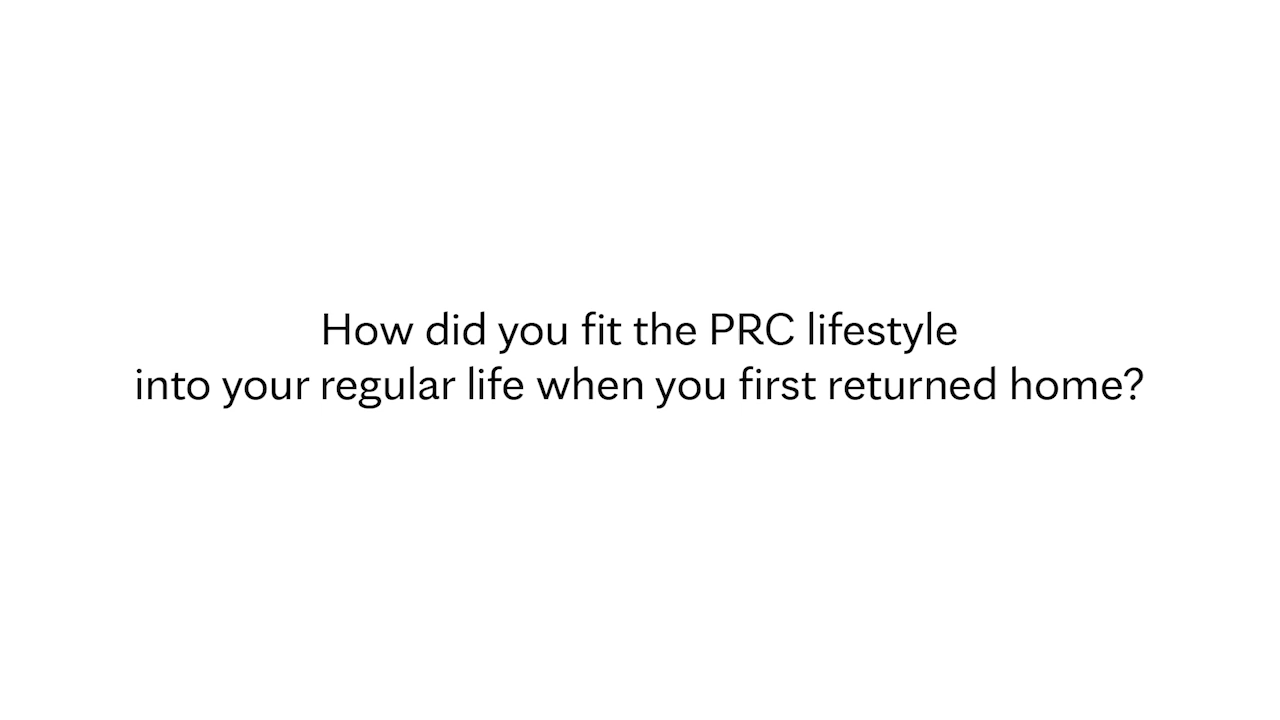 How did you fit the PRC lifestyle
into your regular life when you first returned home?